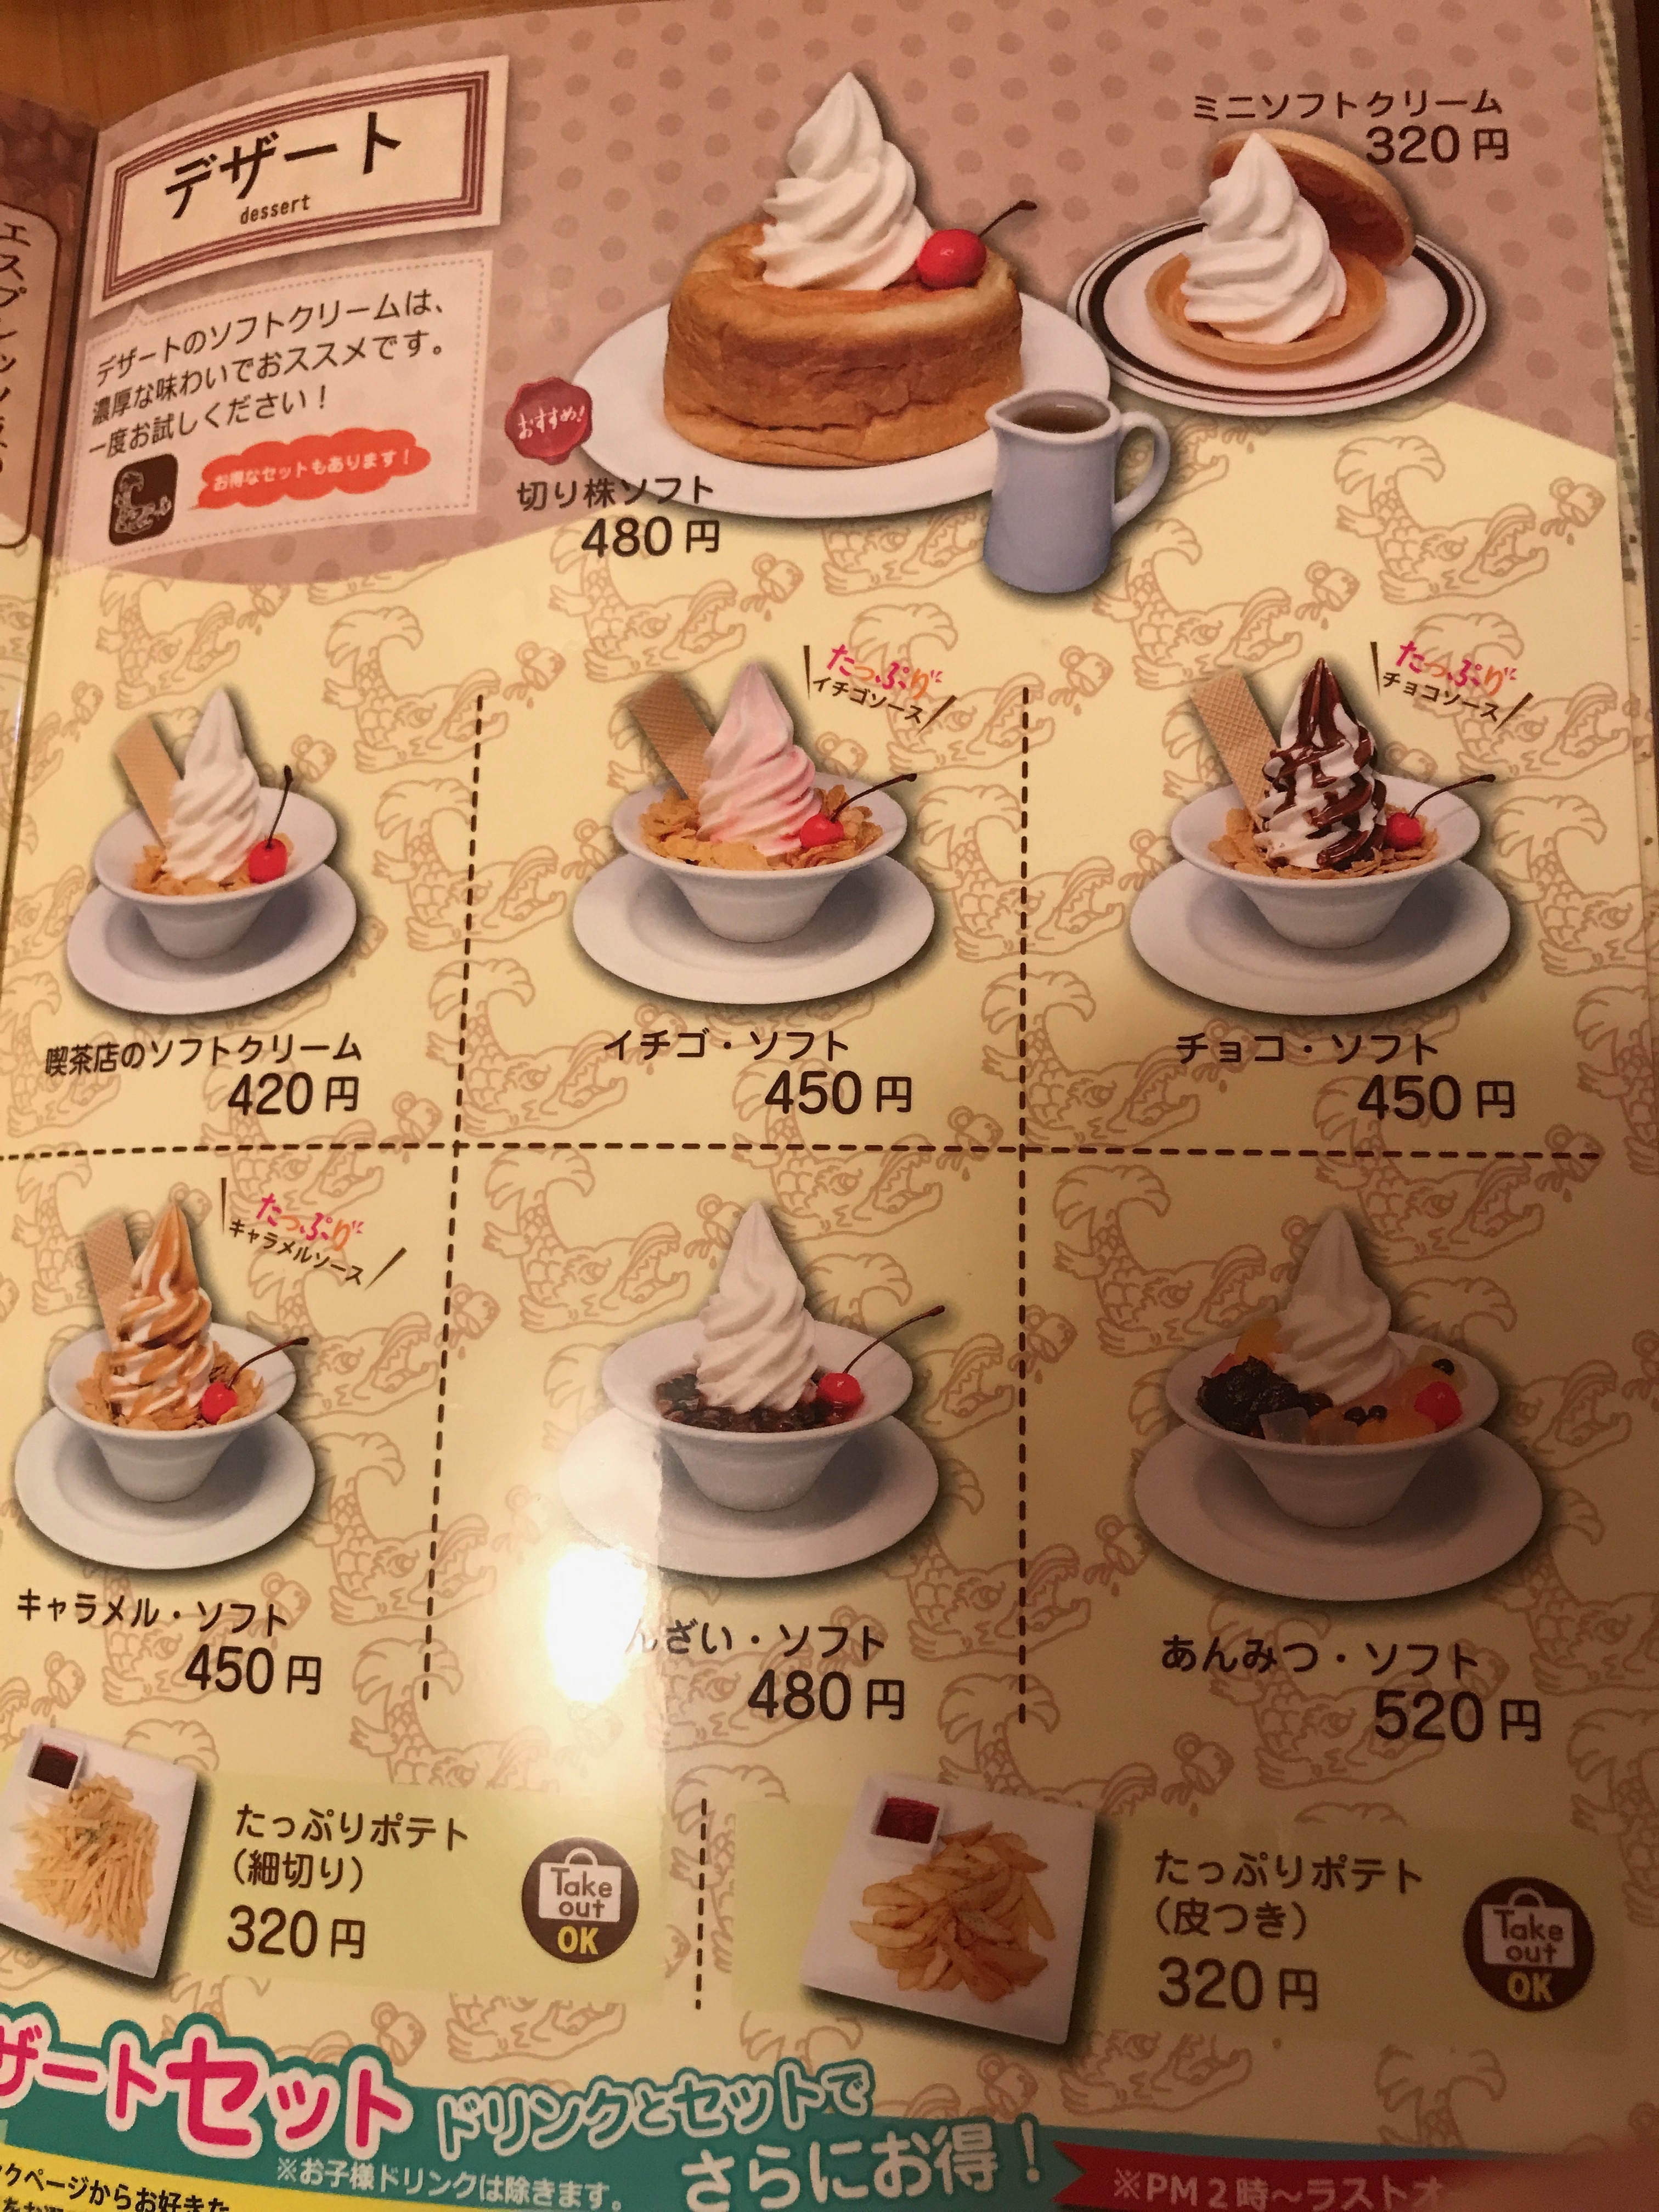 デザート
dessert
デザートのソフトクリームは、
濃厚な味わいでおススメです。
一度お試しください！
お得なセットもあります！
ミニソフトクリーム
320円
おすすめ!
切り株ソフト
480円
喫茶店のソフトクリーム
420円
たっぷり
イチゴソース
イチゴ・ソフト
450円
たっぷり
チョコソース
チョコ・ソフト
450円
たっぷり
キャラメルソース
キャラメル・ソフト
450円
んざい・ソフト
480円
あんみつ・ソフト
520円
たっぷりポテト
（細切り）
320円
Take
out
OK
たっぷりポテト
（皮つき）
320円
Take
out
OK
ザートセット
ドリンクとセットで
さらにお得！
※お子様ドリンクは除きます。
※PM2時〜ラストオ
クページからお好きた